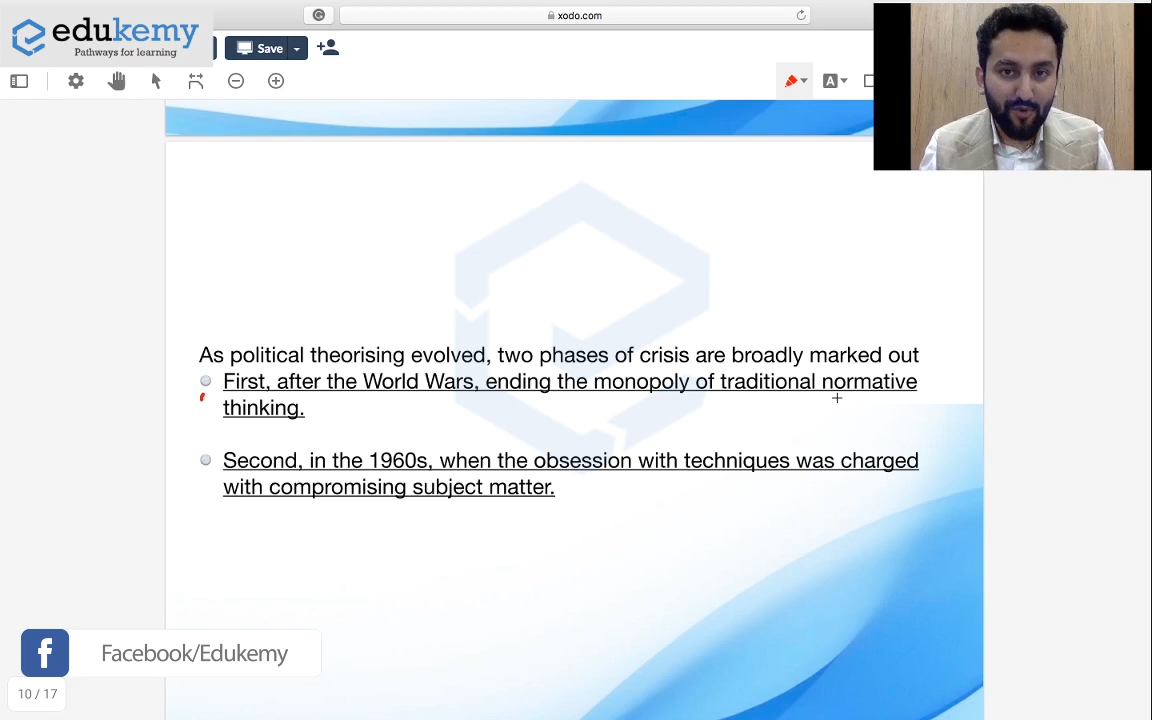 edukemy
Pathways for learning
xodo.com
Save
A
As political theorising evolved, two phases of crisis are broadly marked out
First, after the World Wars, ending the monopoly of traditional normative
thinking.
Second, in the 1960s, when the obsession with techniques was charged
with compromising subject matter.
f Facebook/Edukemy
10 / 17